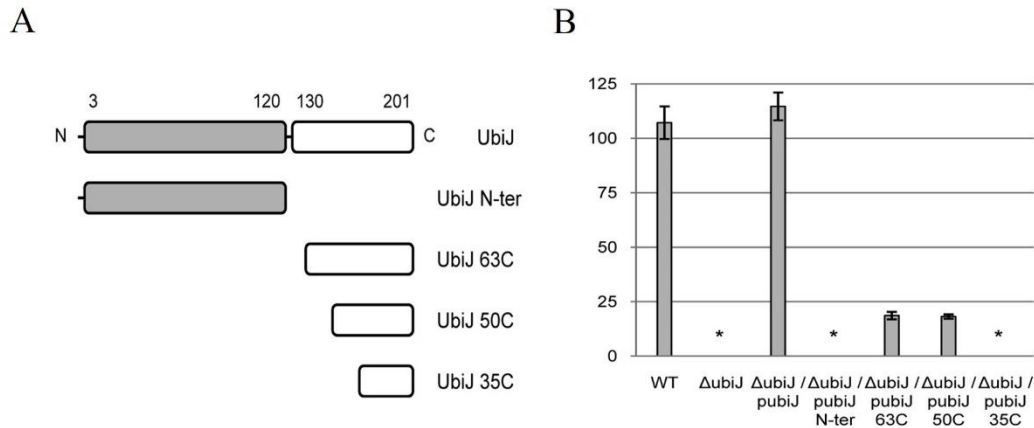 A
3 120 130 201
N C UbiJ
UbiJ N-ter
UbiJ 63C
UbiJ 50C
UbiJ 35C
B
125
100
75
50
25
0
* * *
WT ΔubiJ ΔubiJ / ΔubiJ / ΔubiJ / ΔubiJ / ΔubiJ /
pubiJ pubiJ pubiJ pubiJ pubiJ
N-ter 63C 50C 35C